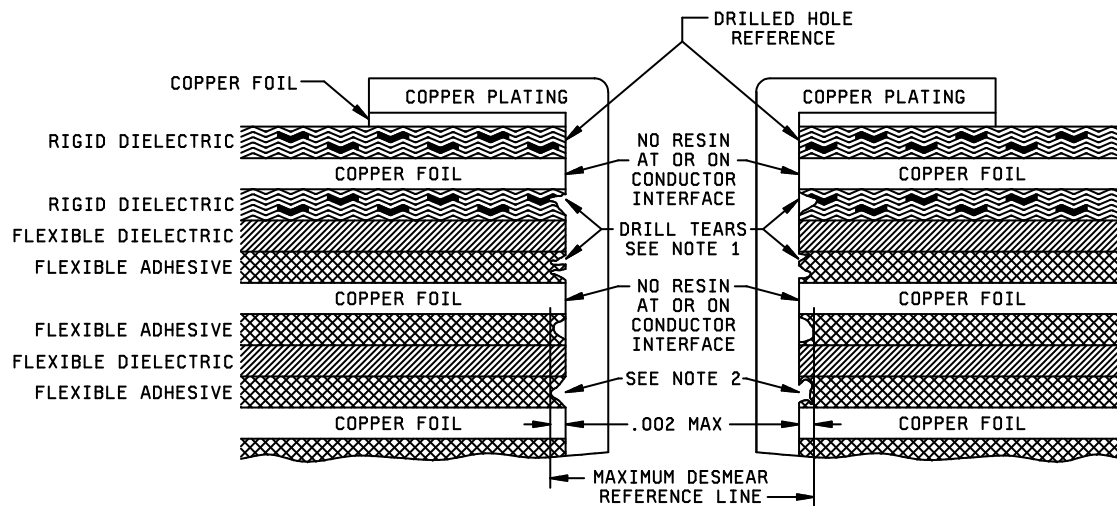 DRILLED HOLE
REFERENCE
COPPER FOIL
COPPER PLATING
COPPER PLATING
RIGID DIELECTRIC
NO RESIN
AT OR ON
CONDUCTOR
INTERFACE
COPPER FOIL
COPPER FOIL
RIGID DIELECTRIC
FLEXIBLE DIELECTRIC
DRILL TEARS
SEE NOTE 1
FLEXIBLE ADHESIVE
COPPER FOIL
NO RESIN
AT OR ON
CONDUCTOR
INTERFACE
COPPER FOIL
FLEXIBLE ADHESIVE
FLEXIBLE DIELECTRIC
FLEXIBLE ADHESIVE
SEE NOTE 2
COPPER FOIL
.002 MAX
COPPER FOIL
MAXIMUM DESMEAR
REFERENCE LINE